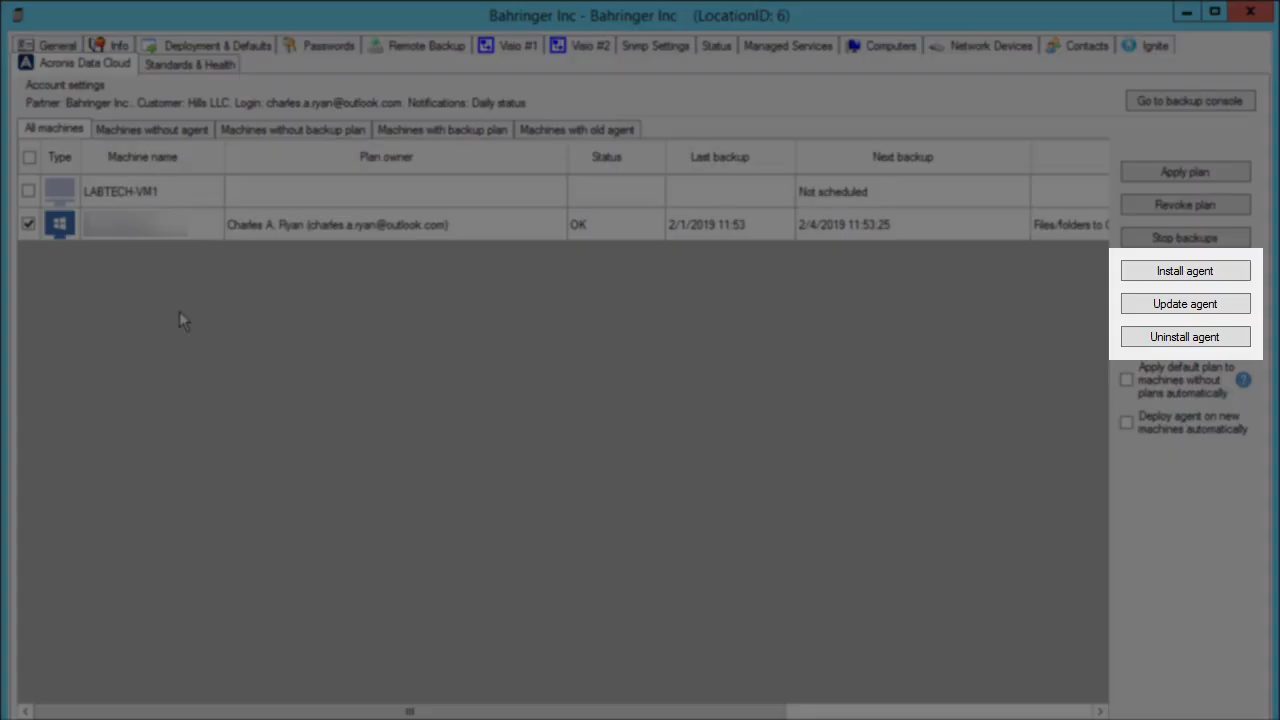 Bahringer Inc - Bahringer Inc (LocationID: 6)
General Info Deployment & Defaults Passwords Remote Backup Visio #1 Visio #2 Snmp Settings Status Managed Services Computers Network Devices Contacts Ignite
Acronis Data Cloud Standards & Health
Account settings
Partner: Bahringer Inc.. Customer: Hills LLC. Login: charles.a.ryan@outlook.com. Notifications: Daily status
Go to backup console
All machines Machines without agent Machines without backup plan Machines with backup plan Machines with old agent
Type Machine name Plan owner Status Last backup Next backup
LABTECH-VM1 Not scheduled
Charles A. Ryan (charles.a.ryan@outlook.com) OK 2/1/2019 11:53 2/4/2019 11:53:25 Files/folders to
Apply plan
Revoke plan
Stop backups
Install agent
Update agent
Uninstall agent
Apply default plan to
machines without
plans automatically
?
Deploy agent on new
machines automatically